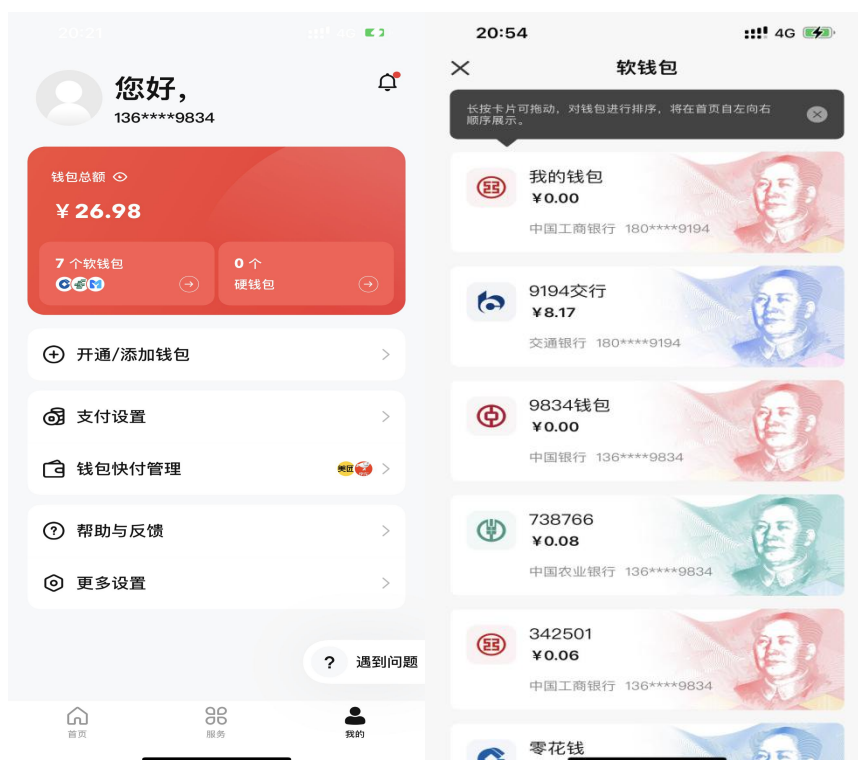 20:21
4G
您好，
136****9834
钱包总额
¥ 26.98
7 个软钱包
0 个
硬钱包
开通/添加钱包
支付设置
钱包快付管理
美团
帮助与反馈
更多设置
? 遇到问题
首页
服务
我的
20:54
4G
软钱包
长按卡片可拖动，对钱包进行排序，将在首页自左向右
顺序展示。
我的钱包
¥0.00
中国工商银行 180****9194
9194交行
¥8.17
交通银行 180****9194
9834钱包
¥0.00
中国银行 136****9834
738766
¥0.08
中国农业银行 136****9834
342501
¥0.06
中国工商银行 136****9834
零花钱